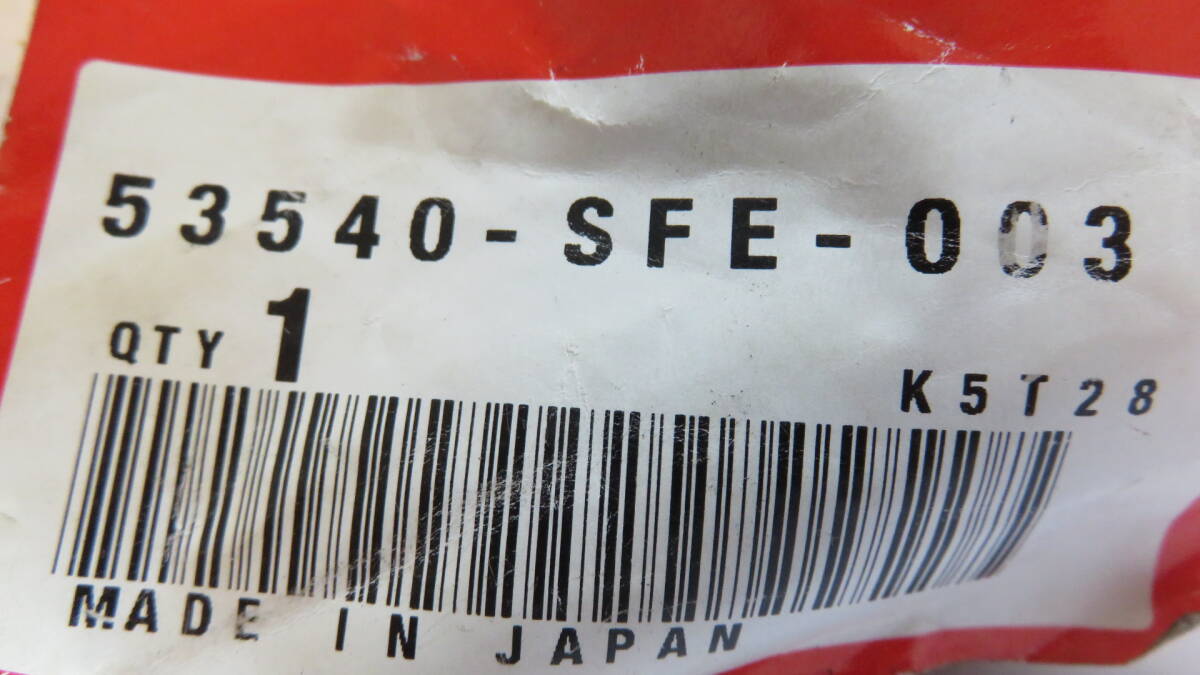 53540-SFE-003
QTY 1
K5T28
MADE IN JAPAN